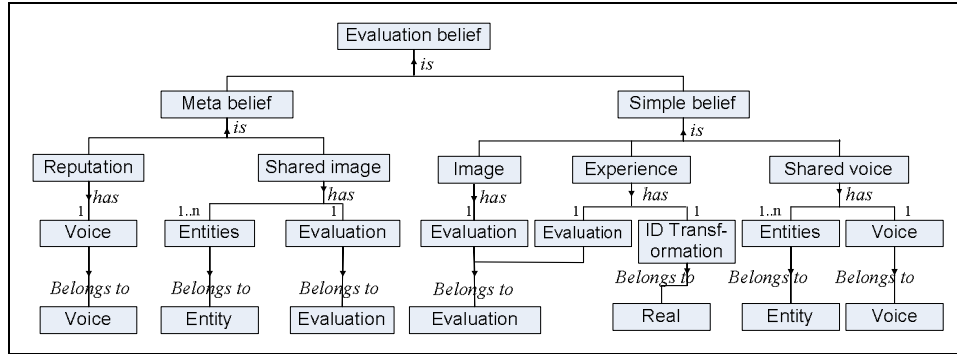 Evaluation belief
is
Meta belief
Simple belief
is
is
Reputation
Shared image
Image
Experience
Shared voice
has
has
has
has
has
1
1..n
1
1
1
1
1..n
1
Voice
Entities
Evaluation
Evaluation
Evaluation
ID Transf-
ormation
Entities
Voice
Belongs to
Belongs to
Belongs to
Belongs to
Belongs to
Belongs to
Belongs to
Voice
Entity
Evaluation
Evaluation
Real
Entity
Voice